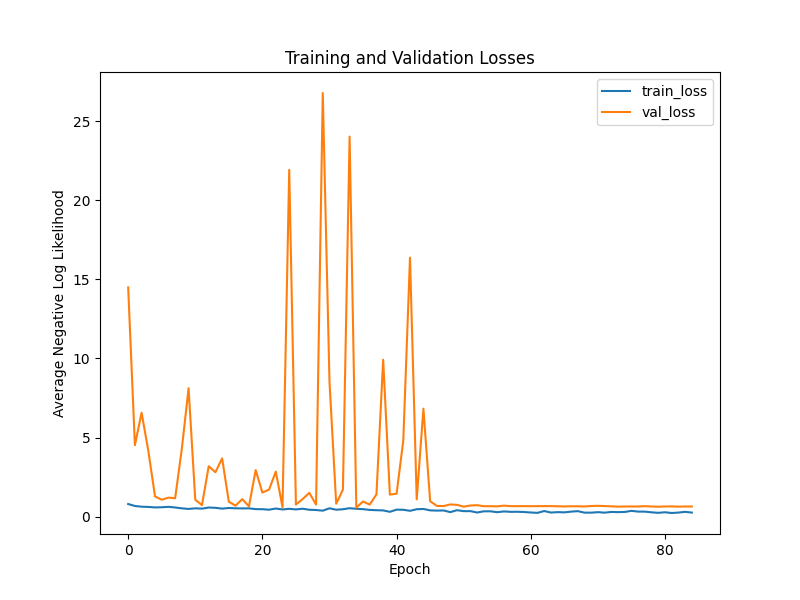 Training and Validation Losses
train_loss
val_loss
Average Negative Log Likelihood
25
20
15
10
5
0
0 20 40 60 80
Epoch